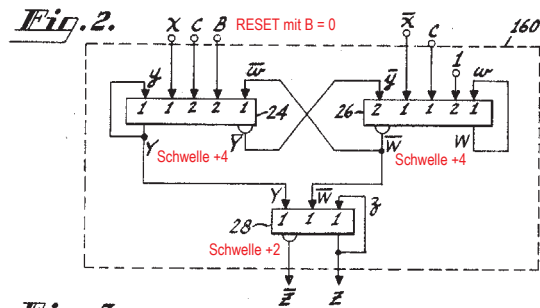 Fig.2.
RESET mit B = 0
x C B x̅ C 1 160
y w̅ y̅ w
1 1 2 2 1 24
26 2 1 1 2 1
Y Y̅ W̅ W
Schwelle +4 Schwelle +4
Y W̅ z
28 1 1 1
Schwelle +2
Z̅ Z